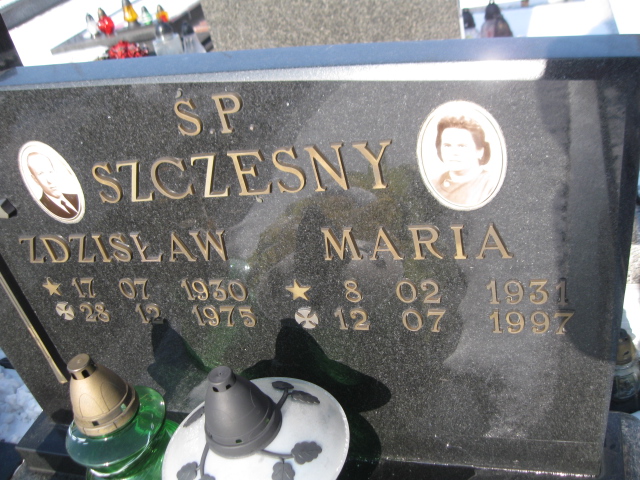 Ś P
SZCZĘSNY
ZDZISŁAW MARIA
17 07 1930 8 02 1931
28 12 1975 12 07 1997